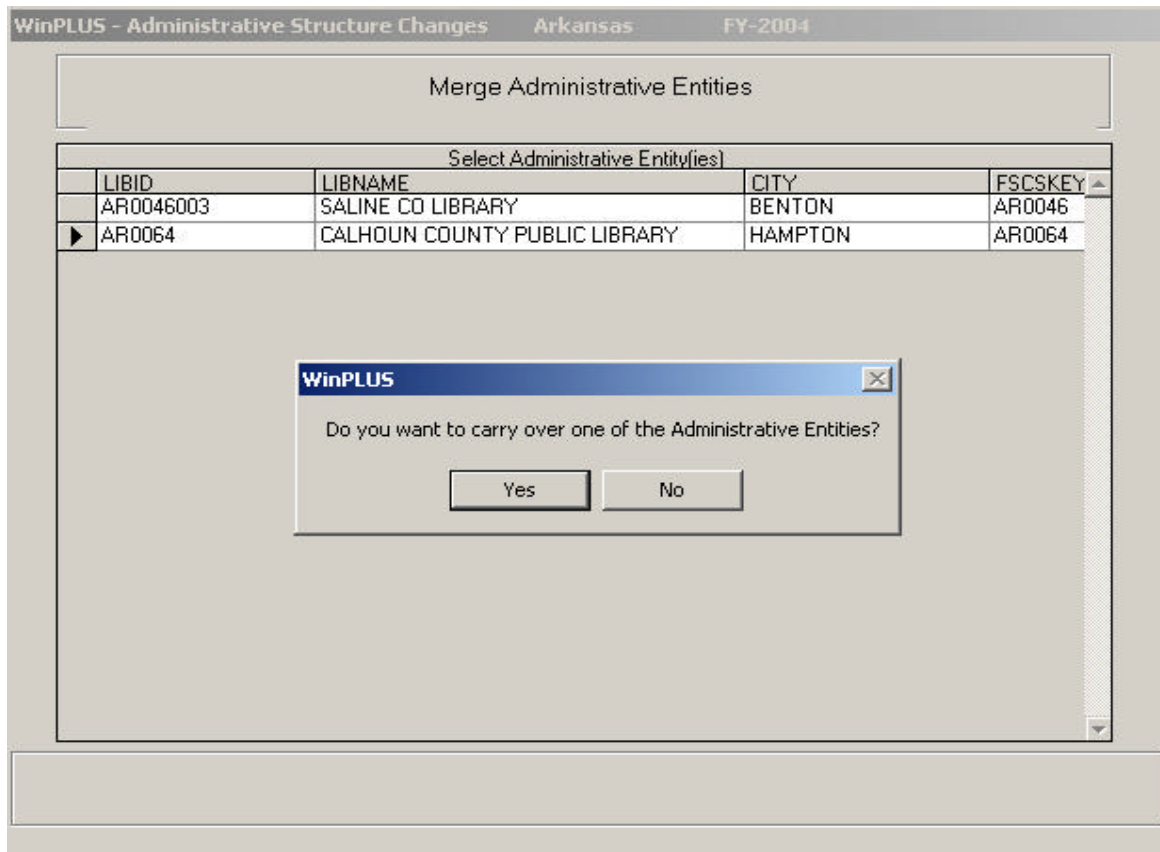 WinPLUS - Administrative Structure Changes Arkansas FY-2004
Merge Administrative Entities
Select Administrative Entity(ies)
LIBID LIBNAME CITY FSCSKEY
AR0046003 SALINE CO LIBRARY BENTON AR0046
AR0064 CALHOUN COUNTY PUBLIC LIBRARY HAMPTON AR0064
WinPLUS
Do you want to carry over one of the Administrative Entities?
Yes No